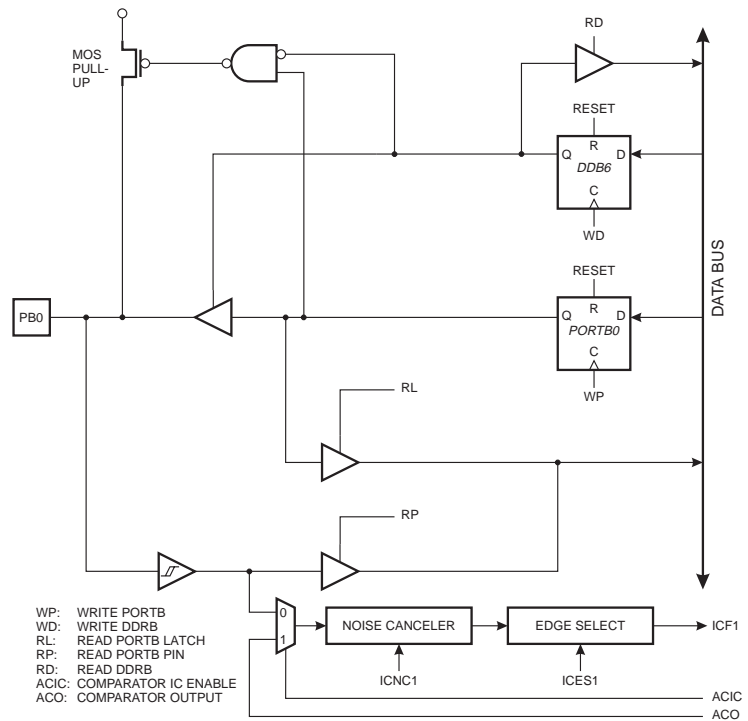 RD
MOS
PULL-
UP
RESET
R
Q
D
DDB6
C
WD
DATA BUS
RESET
PB0
R
Q
D
PORTB0
C
WP
RL
RP
WP: WRITE PORTB
WD: WRITE DDRB
RL: READ PORTB LATCH
RP: READ PORTB PIN
RD: READ DDRB
ACIC: COMPARATOR IC ENABLE
ACO: COMPARATOR OUTPUT
0
1
NOISE CANCELER
EDGE SELECT
ICF1
ICNC1
ICES1
ACIC
ACO